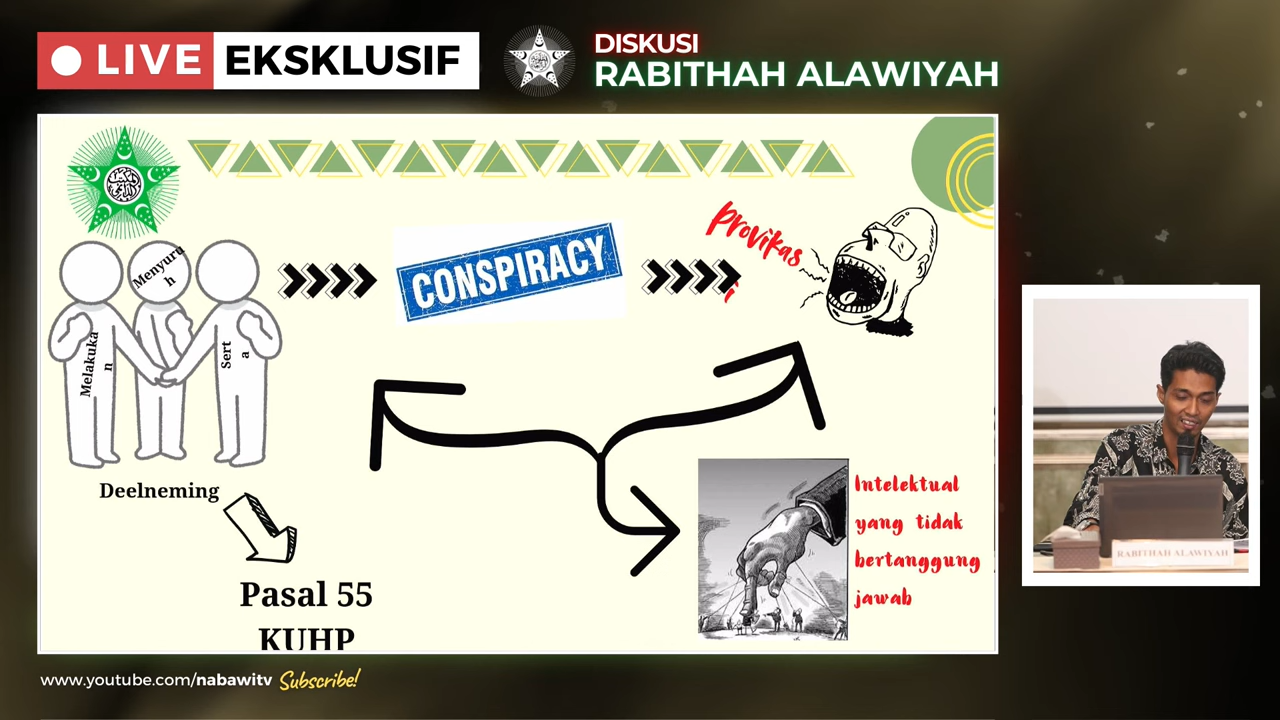 LIVE EKSKLUSIF
DISKUSI
RABITHAH ALAWIYAH
Menyuru
h
Melakuka
n
Sert
a
CONSPIRACY
provikas
i
Deelneming
Pasal 55
KUHP
Intelektual
yang tidak
bertanggung
jawab
RABITHAH ALAWIYAH
www.youtube.com/nabawitv Subscribe!